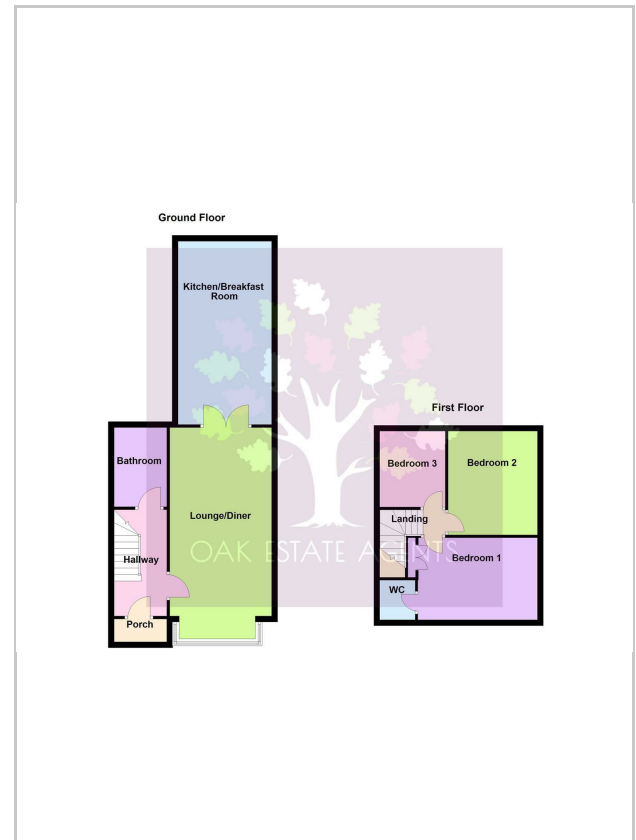 Ground Floor
Kitchen/Breakfast
Room
Bathroom
Lounge/Diner
Hallway
Porch
First Floor
Bedroom 3
Bedroom 2
Landing
Bedroom 1
WC
OAK ESTATE AGENTS